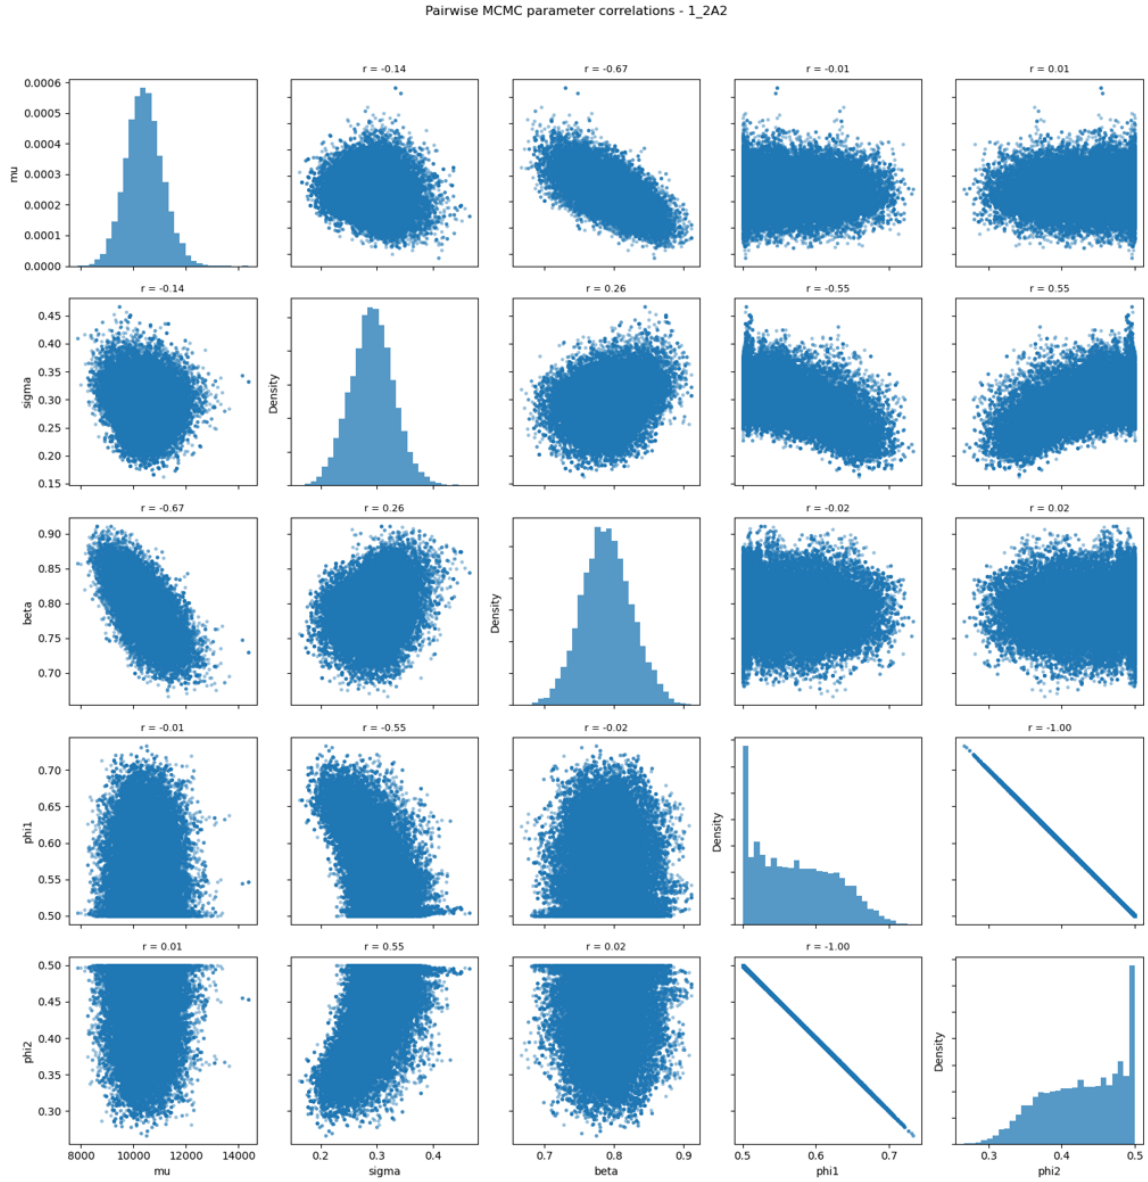 Pairwise MCMC parameter correlations - 1_2A2
r = -0.14
r = -0.67
r = -0.01
r = 0.01
0.0006
0.0005
0.0004
0.0003
0.0002
0.0001
0.0000
mu
r = -0.14
r = 0.26
r = -0.55
r = 0.55
0.45
0.40
0.35
0.30
0.25
0.20
0.15
sigma
Density
r = -0.67
r = 0.26
r = -0.02
r = 0.02
0.90
0.85
0.80
0.75
0.70
beta
Density
r = -0.01
r = -0.55
r = -0.02
r = -1.00
0.70
0.65
0.60
0.55
0.50
phi1
Density
r = 0.01
r = 0.55
r = 0.02
r = -1.00
0.50
0.45
0.40
0.35
0.30
phi2
Density
8000 10000 12000 14000
0.2 0.3 0.4
0.7 0.8 0.9
0.5 0.6 0.7
0.3 0.4 0.5
mu sigma beta phi1 phi2